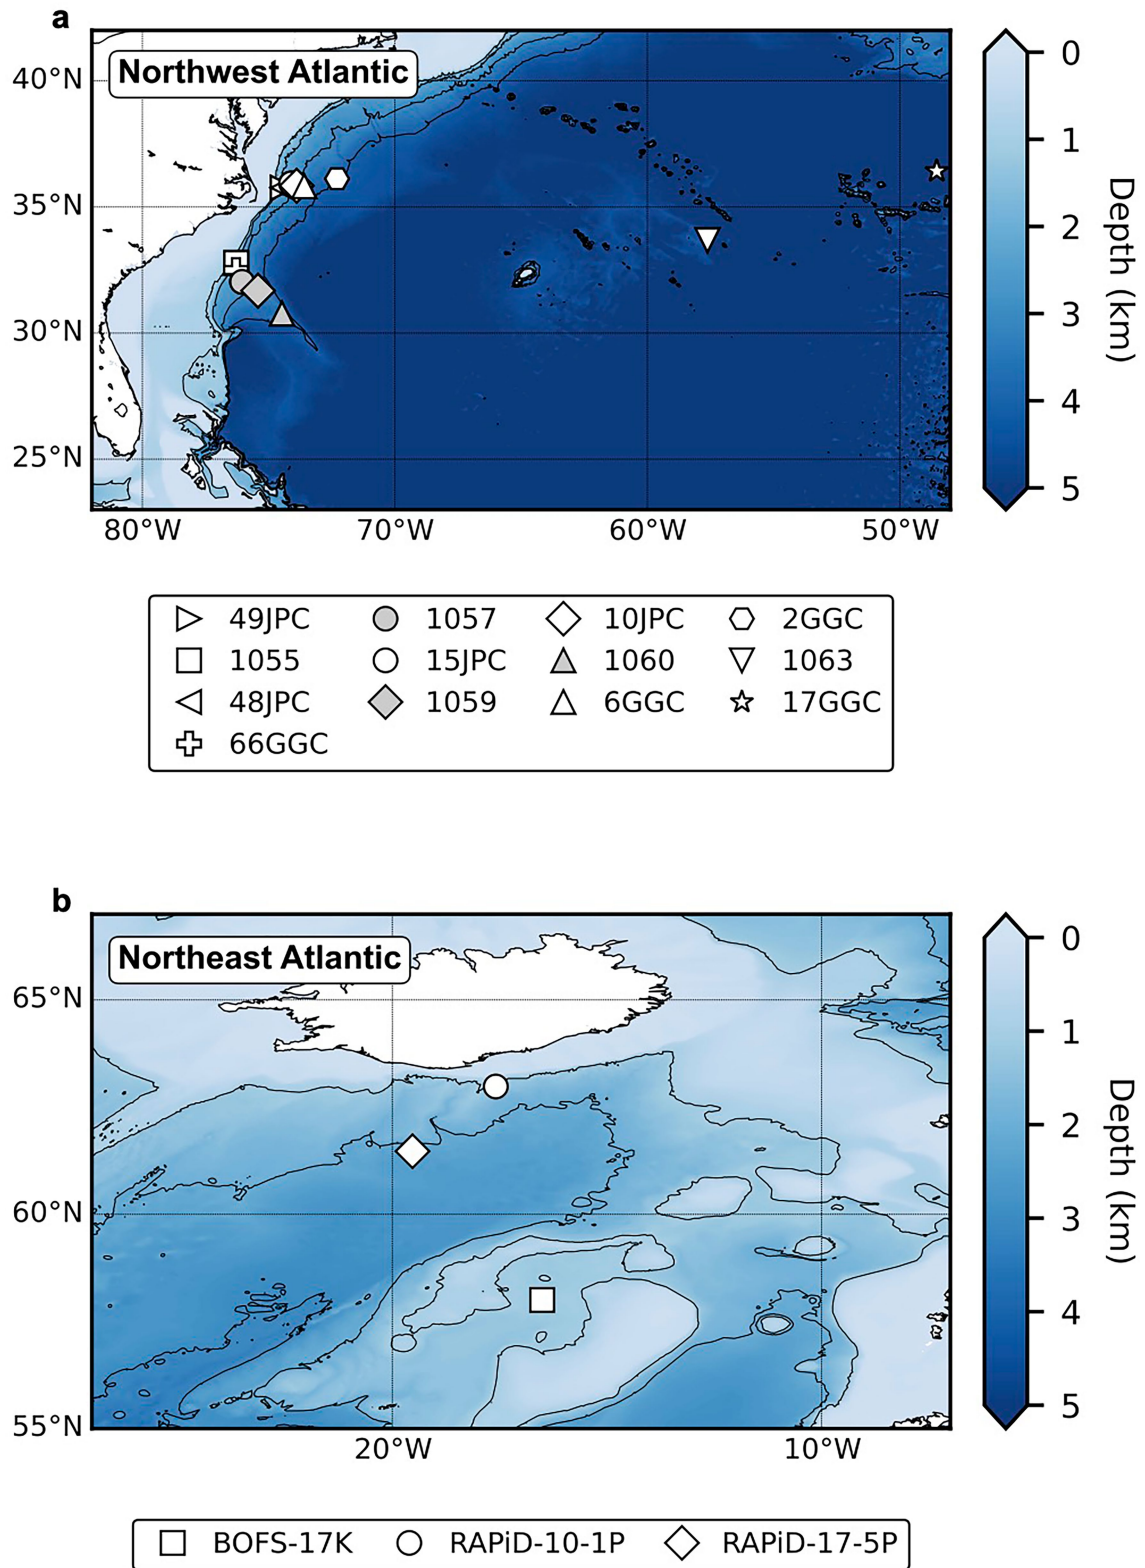 a
Northwest Atlantic
40°N
35°N
30°N
25°N
80°W 70°W 60°W 50°W
0
1
2
3
4
5
Depth (km)
49JPC 1057 10JPC 2GGC
1055 15JPC 1060 1063
48JPC 1059 6GGC 17GGC
66GGC
b
Northeast Atlantic
65°N
60°N
55°N
20°W 10°W
0
1
2
3
4
5
Depth (km)
BOFS-17K RAPiD-10-1P RAPiD-17-5P